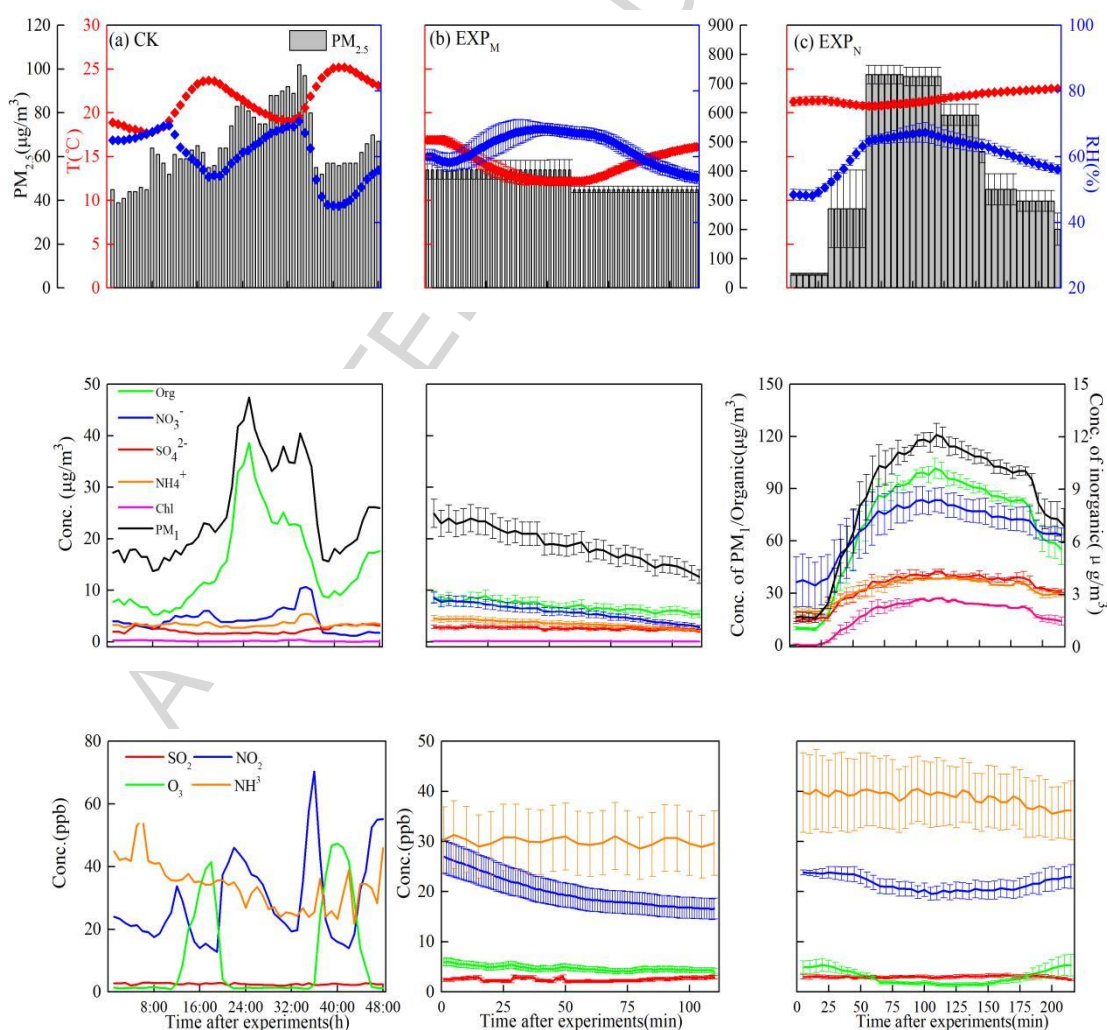 120
100
80
60
40
20
0
PM2.5 (μg/m³)
30
25
20
15
10
5
0
T(℃)
(a) CK
PM2.5
(b) EXPM
900
800
700
600
500
400
300
200
100
0
(c) EXPN
100
80
60
40
20
RH(%)
50
40
30
20
10
0
Conc. (μg/m³)
Org
NO3-
SO42-
NH4+
Chl
PM1
150
120
90
60
30
0
Conc. of PM1/Organic(μg/m³)
15
12
9
6
3
0
Conc. of inorganic( μ g/m³)
80
60
40
20
0
Conc.(ppb)
SO2 NO2
O3 NH3
8:00 16:00 24:00 32:00 40:00 48:00
Time after experiments(h)
50
40
30
20
10
0
Conc.(ppb)
0 25 50 75 100
Time after experiments(min)
0 25 50 75 100 125 150 175 200
Time after experiments(min)